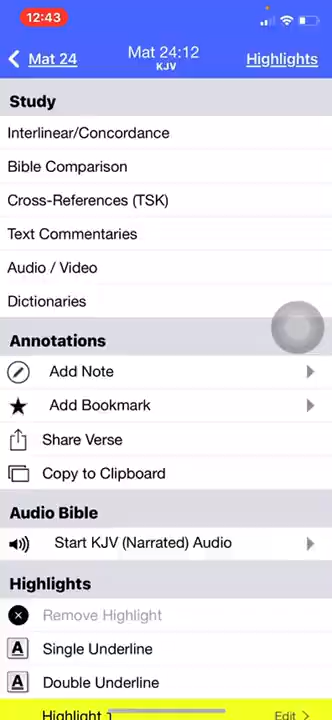 12:43
Mat 24
Mat 24:12
KJV
Highlights
Study
Interlinear/Concordance
Bible Comparison
Cross-References (TSK)
Text Commentaries
Audio / Video
Dictionaries
Annotations
Add Note
Add Bookmark
Share Verse
Copy to Clipboard
Audio Bible
Start KJV (Narrated) Audio
Highlights
Remove Highlight
A Single Underline
A Double Underline
Highlight 1 Edit